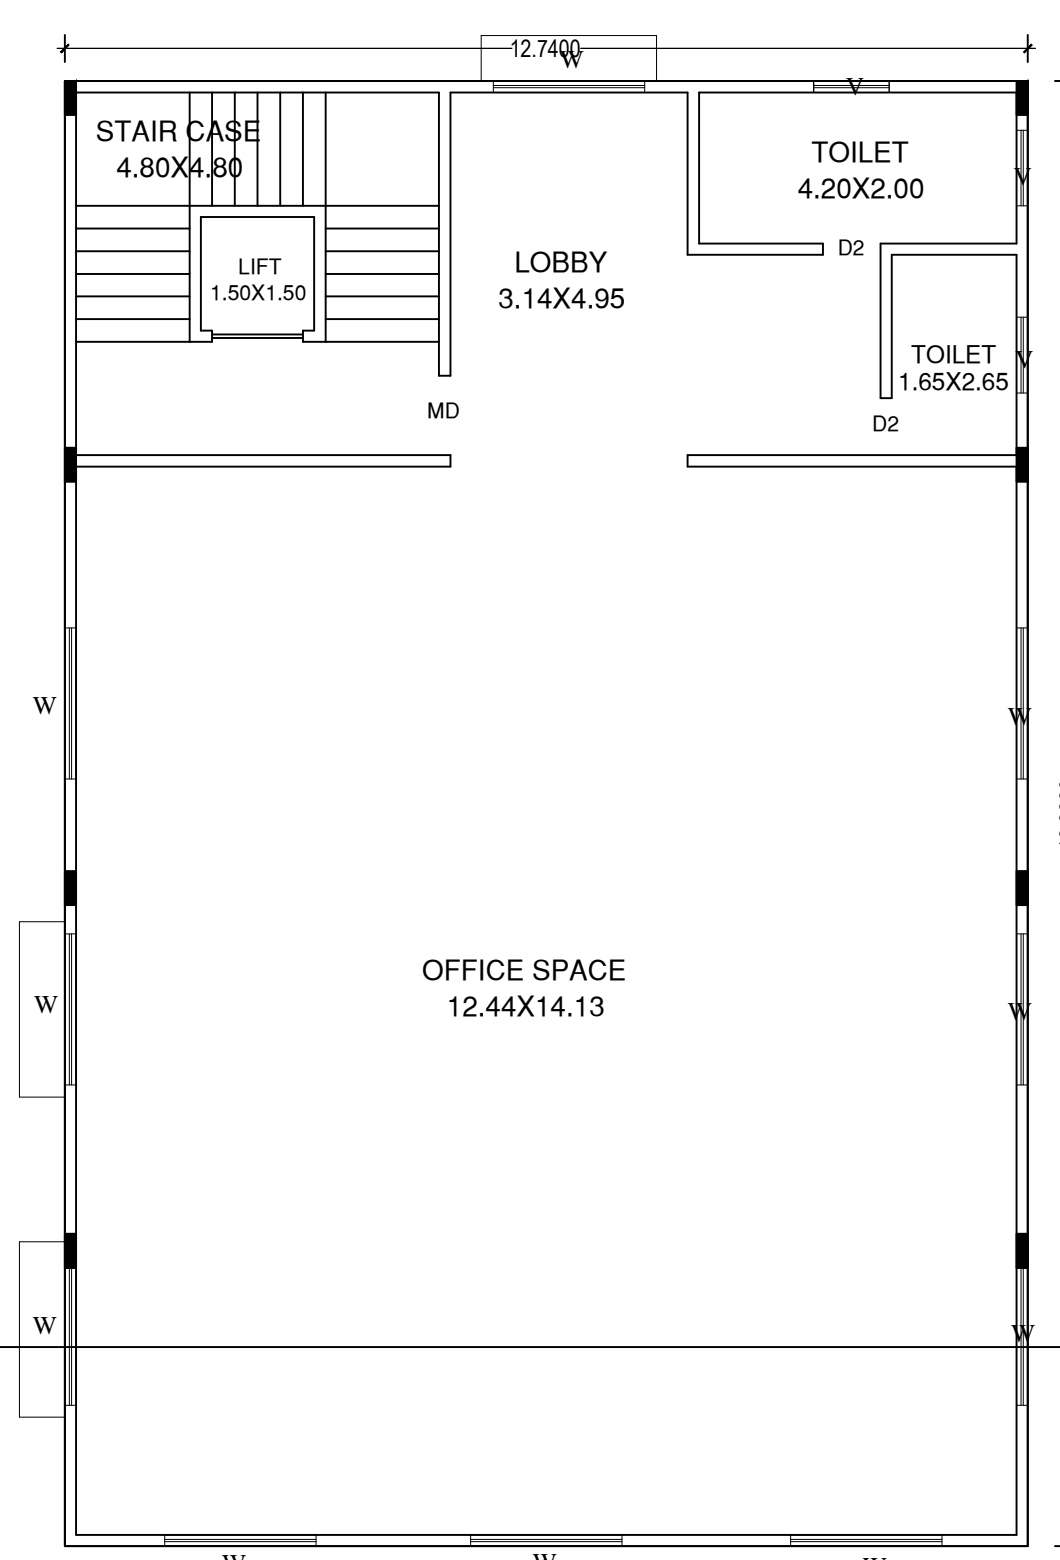 12.7400
W
V
STAIR CASE
4.80X4.80
TOILET
4.20X2.00
V
D2
LOBBY
3.14X4.95
LIFT
1.50X1.50
TOILET
1.65X2.65
V
MD
D2
W
W
OFFICE SPACE
12.44X14.13
W
W
W
W
W
W
W